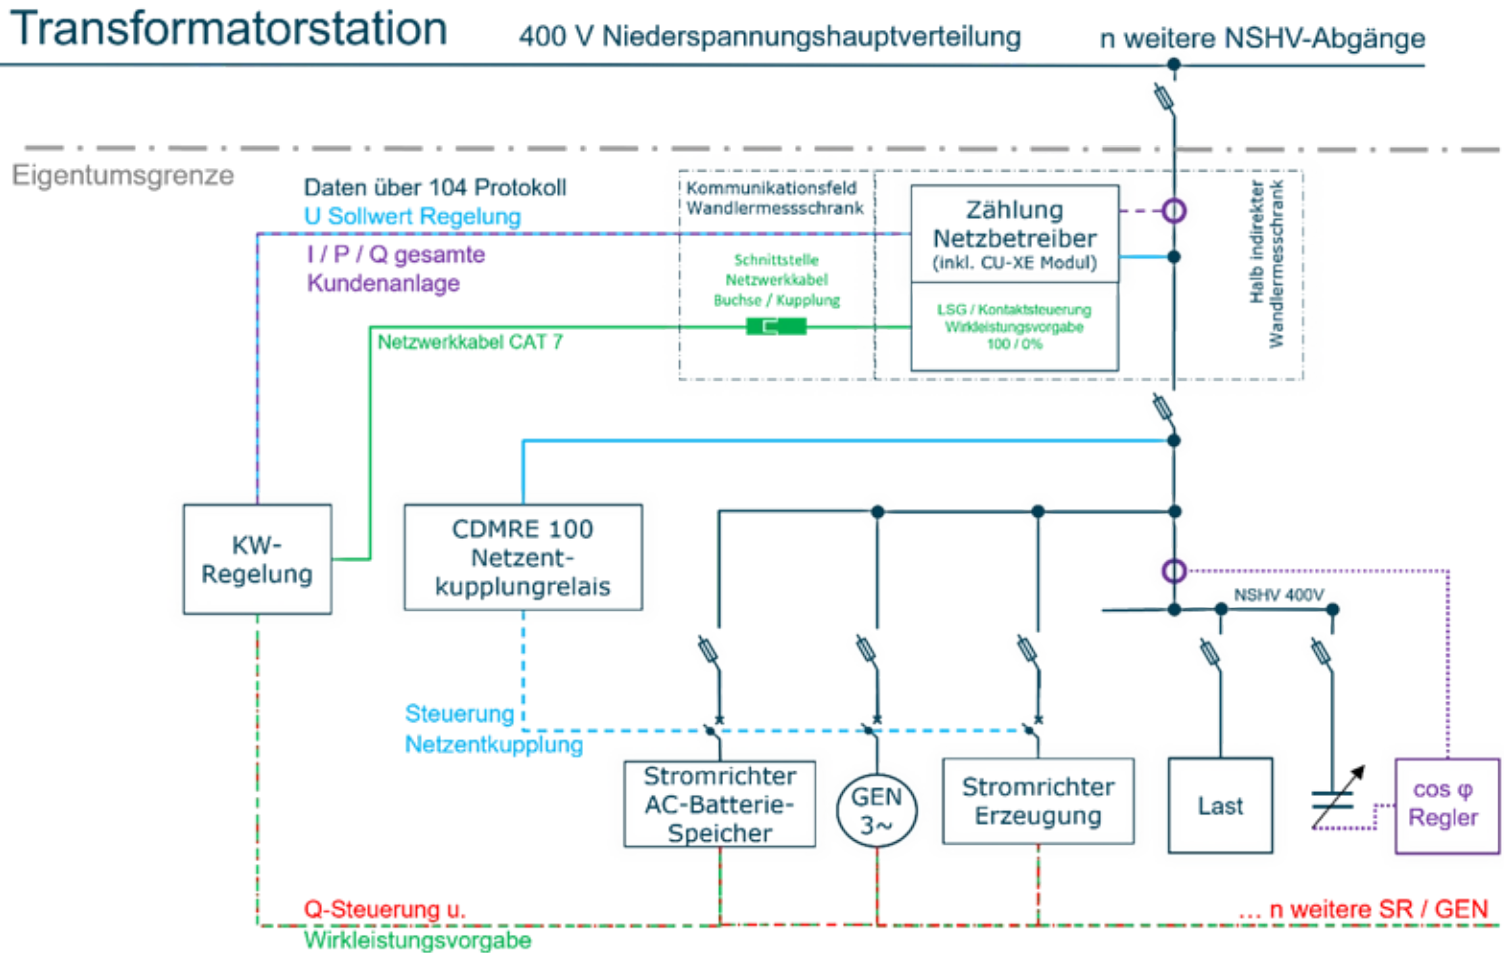 Transformatorstation
400 V Niederspannungshauptverteilung
n weitere NSHV-Abgänge
Eigentumsgrenze
Daten über 104 Protokoll
U Sollwert Regelung
I / P / Q gesamte
Kundenanlage
Kommunikationsfeld
Wandlermessschrank
Zählung
Netzbetreiber
(inkl. CU-XE Modul)
Halb indirekter
Wandlermesschrank
Schnittstelle
Netzwerkkabel
Buchse / Kupplung
LSG / Kontaktsteuerung
Wirkleistungsvorgabe
100 / 0%
Netzwerkkabel CAT 7
KW-
Regelung
CDMRE 100
Netzent-
kupplungrelais
NSHV 400V
Steuerung
Netzentkupplung
Stromrichter
AC-Batterie-
Speicher
GEN
3~
Stromrichter
Erzeugung
Last
cos φ
Regler
Q-Steuerung u.
Wirkleistungsvorgabe
... n weitere SR / GEN